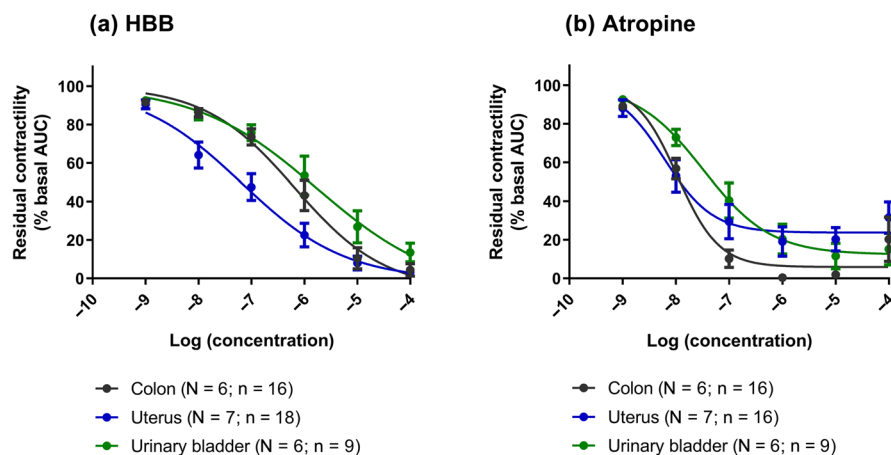 (a) HBB
Residual contractility
(% basal AUC)
100
80
60
40
20
0
–10
–9
–8
–7
–6
–5
–4
Log (concentration)
Colon (N = 6; n = 16)
Uterus (N = 7; n = 18)
Urinary bladder (N = 6; n = 9)
(b) Atropine
Residual contractility
(% basal AUC)
100
80
60
40
20
0
–10
–9
–8
–7
–6
–5
–4
Log (concentration)
Colon (N = 6; n = 16)
Uterus (N = 7; n = 16)
Urinary bladder (N = 6; n = 9)